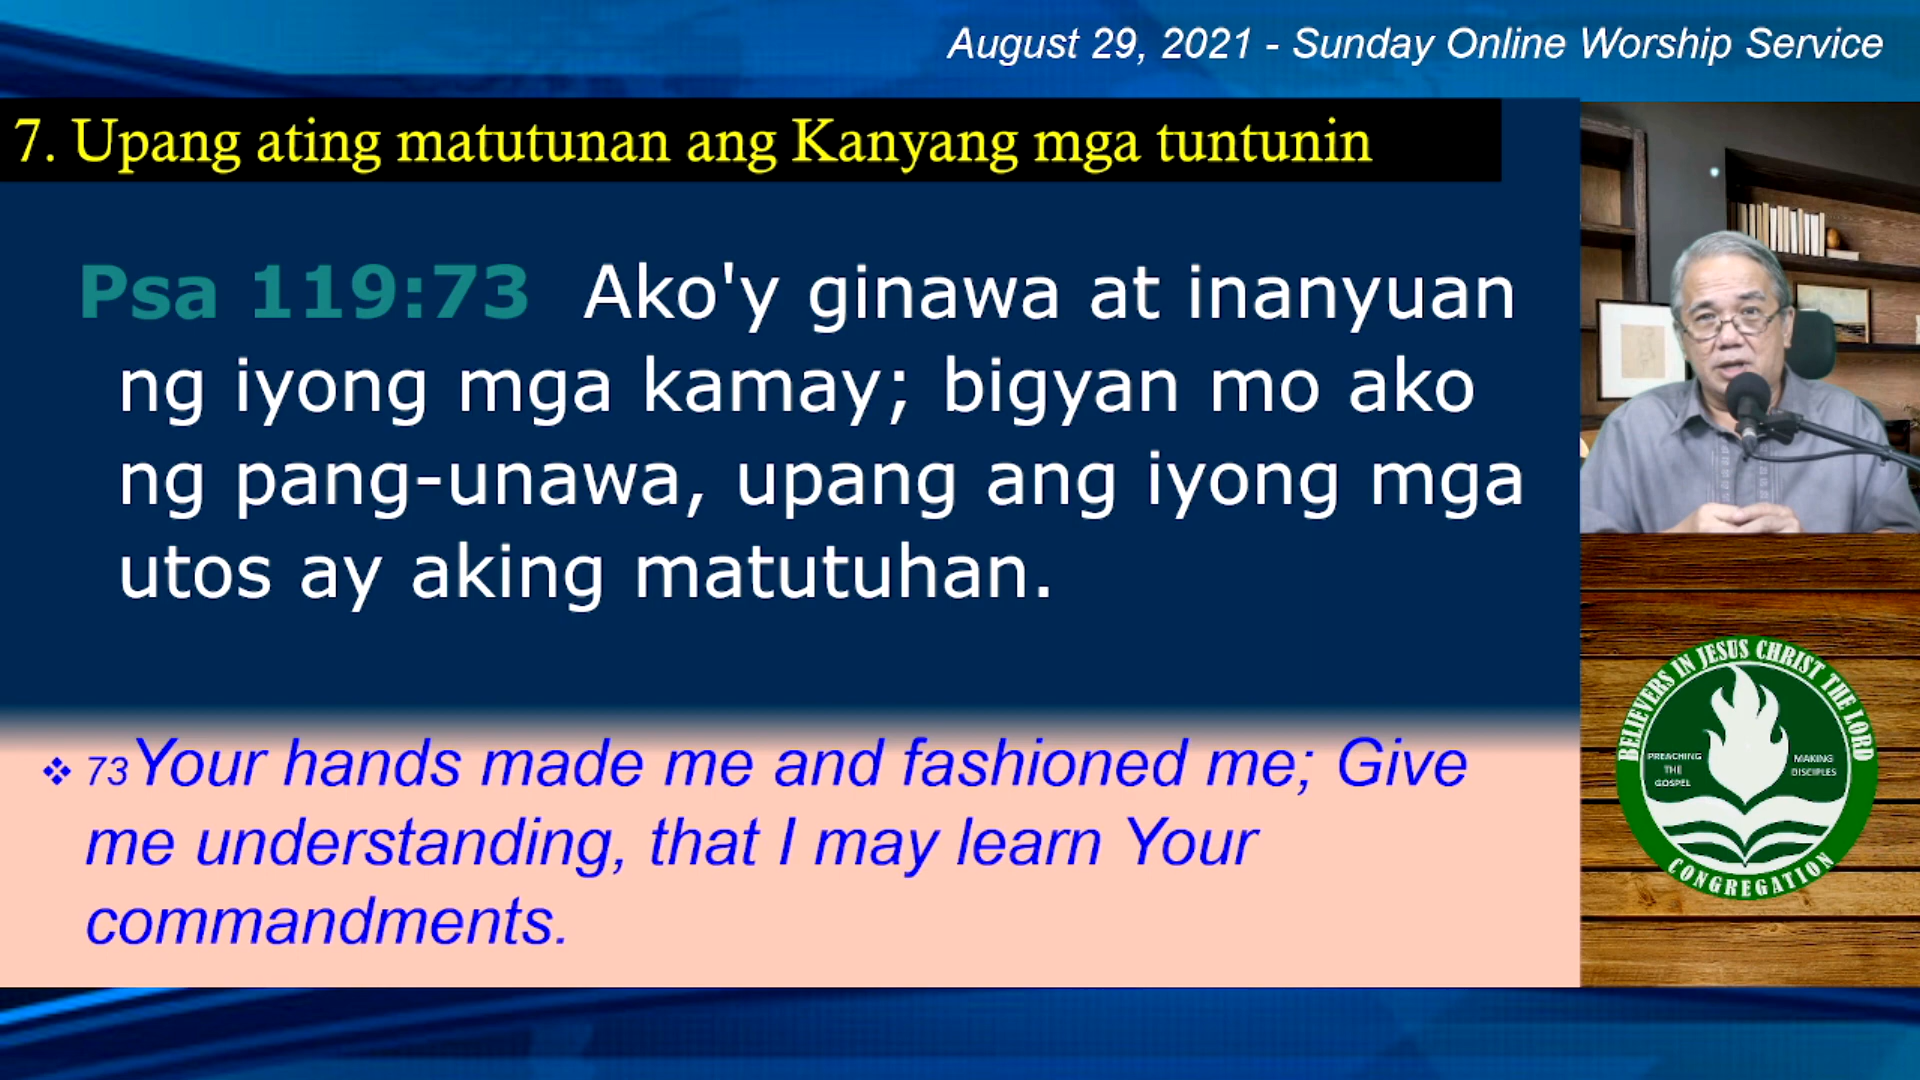 August 29, 2021 - Sunday Online Worship Service
7. Upang ating matutunan ang Kanyang mga tuntunin
Psa 119:73 Ako'y ginawa at inanyuan
ng iyong mga kamay; bigyan mo ako
ng pang-unawa, upang ang iyong mga
utos ay aking matutuhan.
❖ 73Your hands made me and fashioned me; Give
me understanding, that I may learn Your
commandments.
BELIEVERS IN JESUS CHRIST THE LORD
PREACHING
THE
GOSPEL
MAKING
DISCIPLES
CONGREGATION